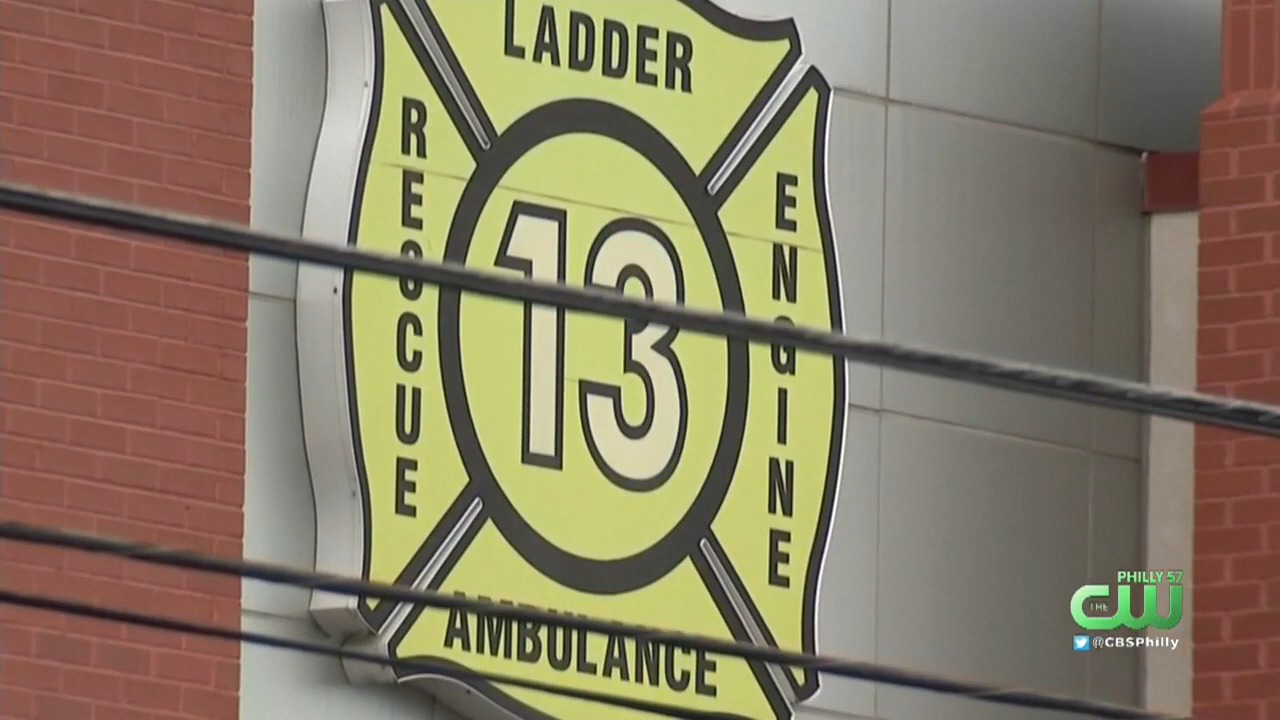 LADDER
RESCUE
13
ENGINE
AMBULANCE
PHILLY 57
THE CW
@CBSPhilly